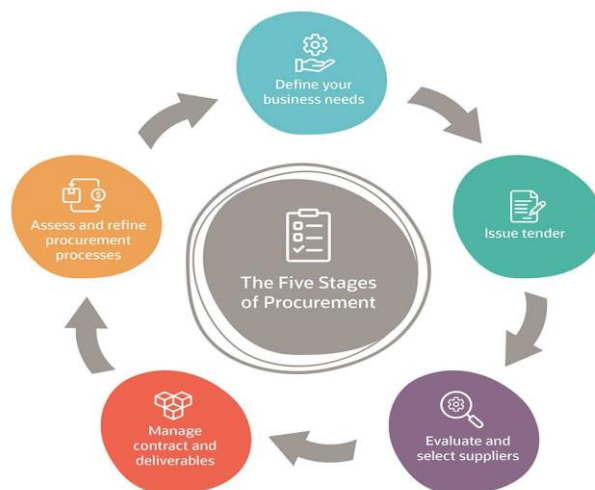 Define your
business needs
Issue tender
Evaluate and
select suppliers
Manage
contract and
deliverables
Assess and refine
procurement
processes
The Five Stages
of Procurement